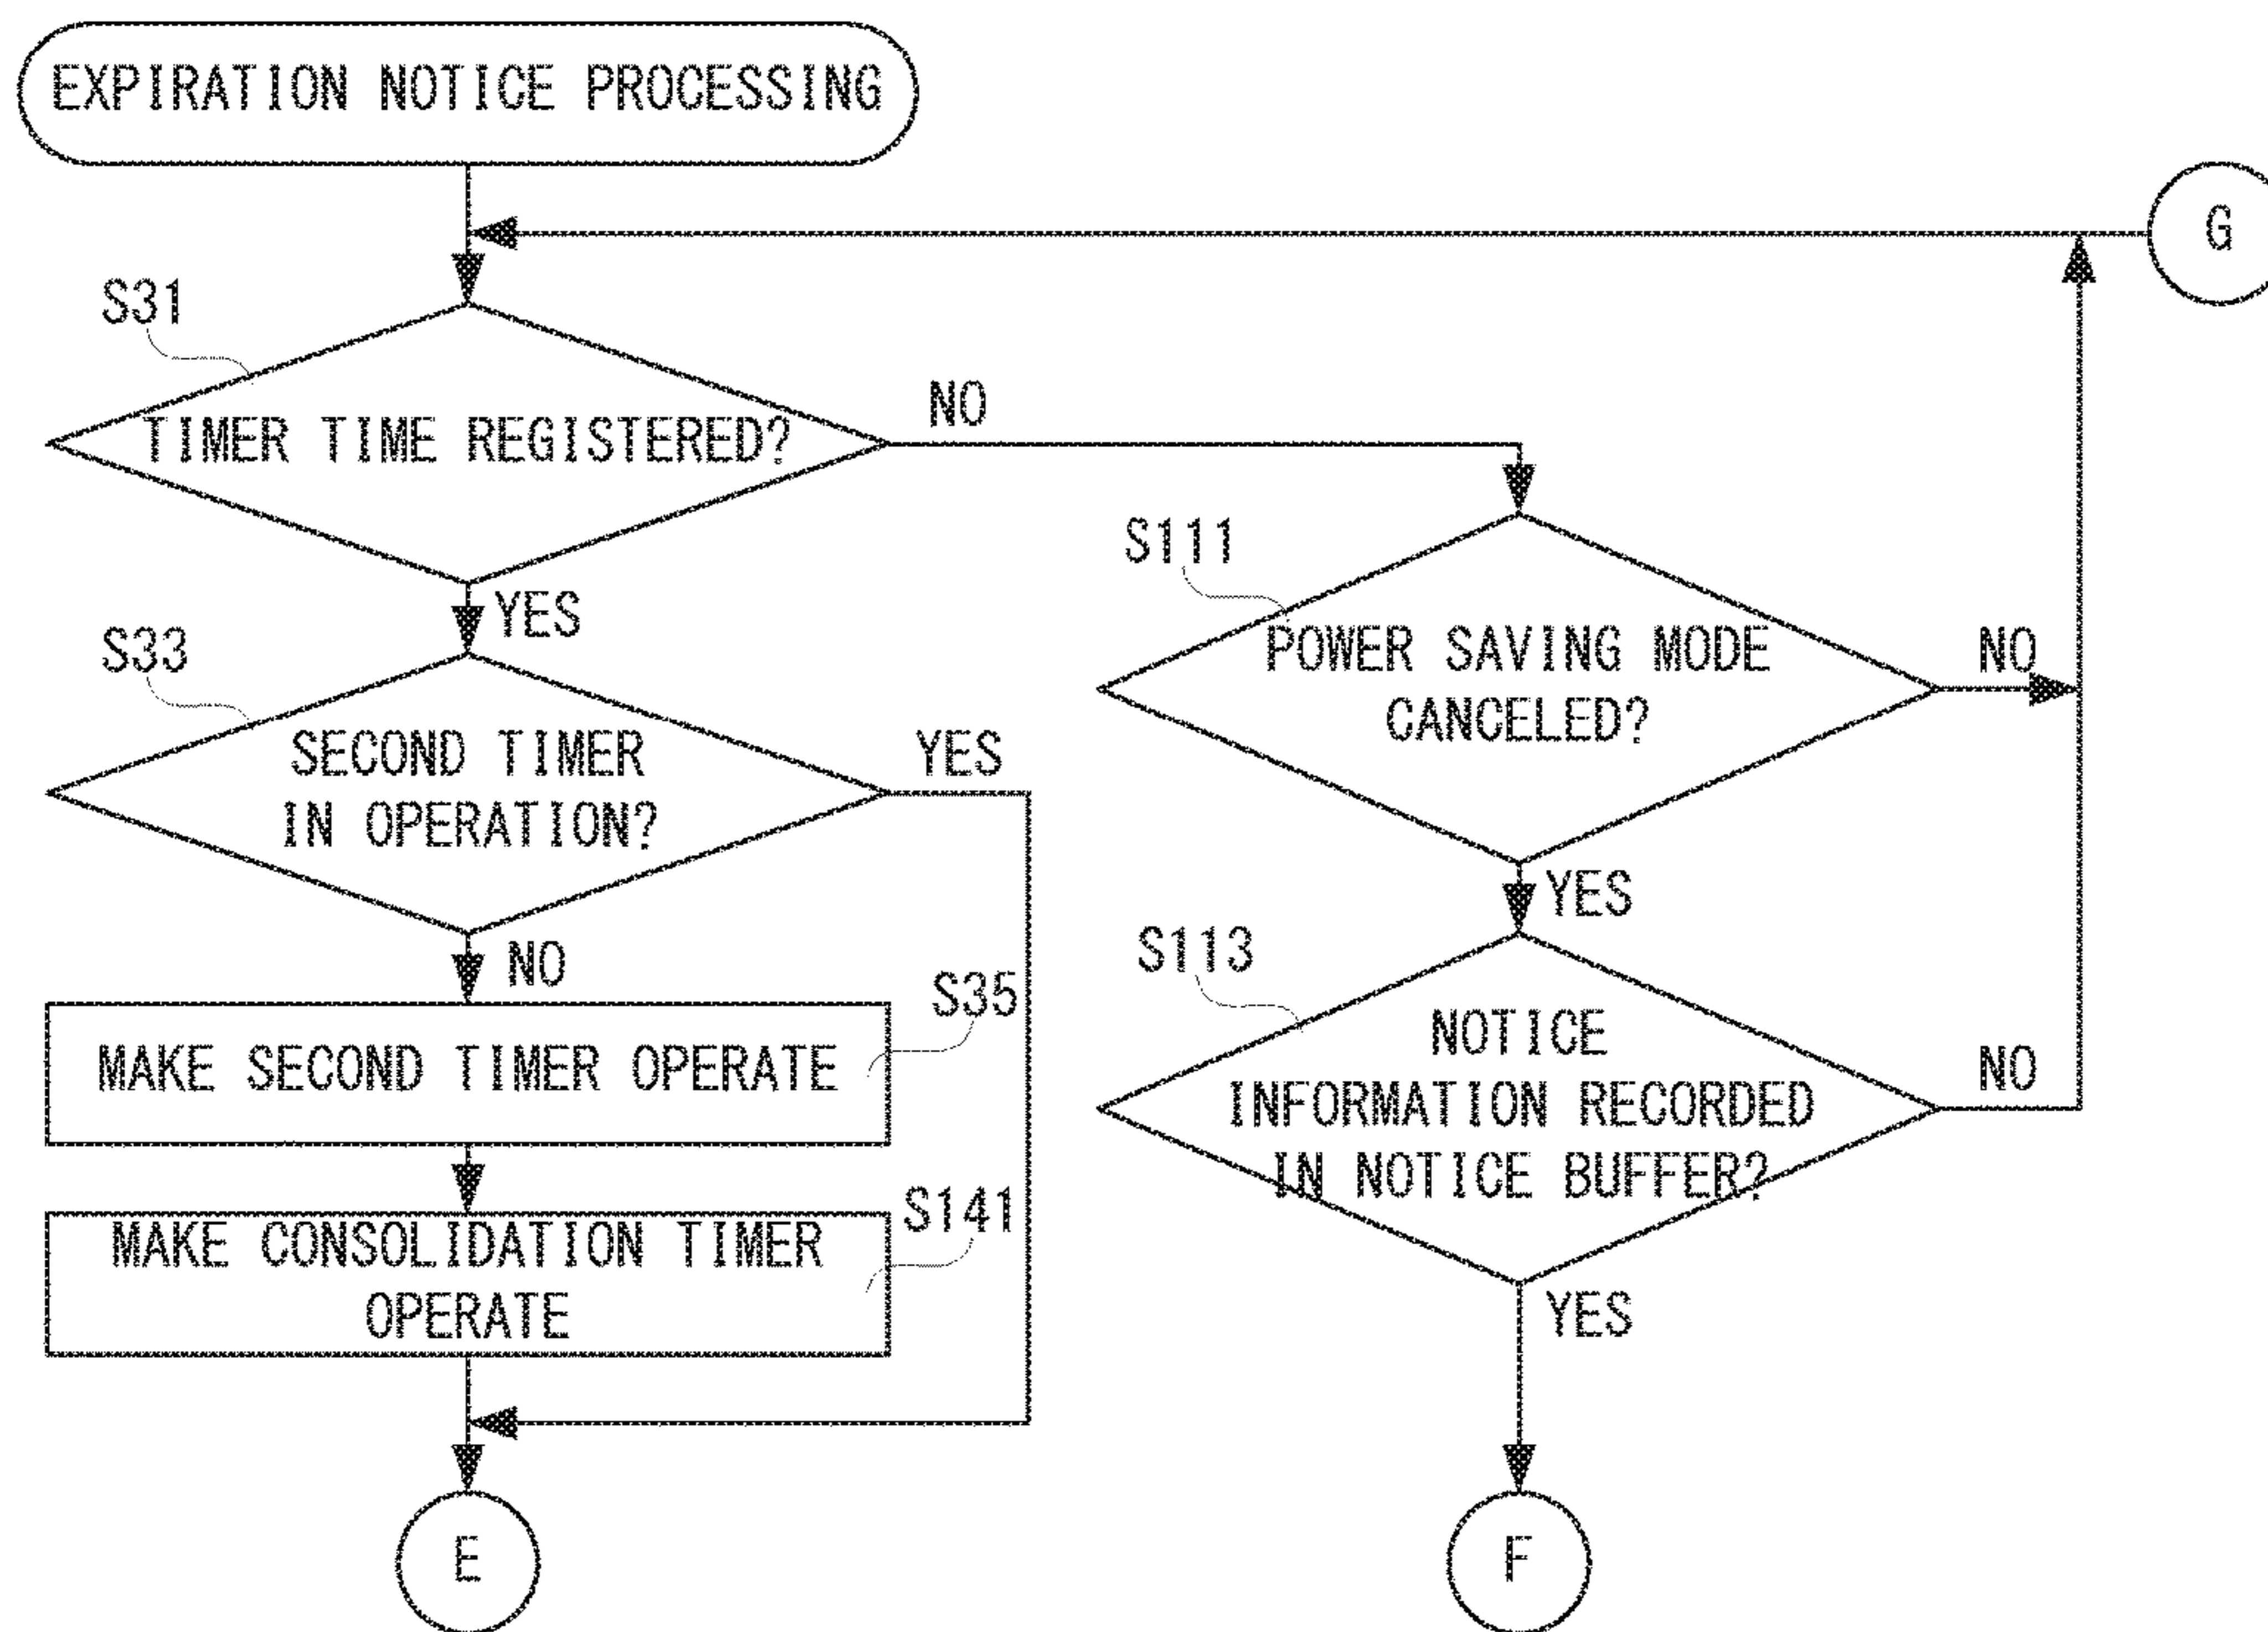 EXPIRATION NOTICE PROCESSING
G
S31
TIMER TIME REGISTERED?
NO
YES
S33
SECOND TIMER
IN OPERATION?
YES
NO
S35
MAKE SECOND TIMER OPERATE
S141
MAKE CONSOLIDATION TIMER
OPERATE
E
S111
POWER SAVING MODE
CANCELED?
NO
YES
S113
NOTICE
INFORMATION RECORDED
IN NOTICE BUFFER?
NO
YES
F